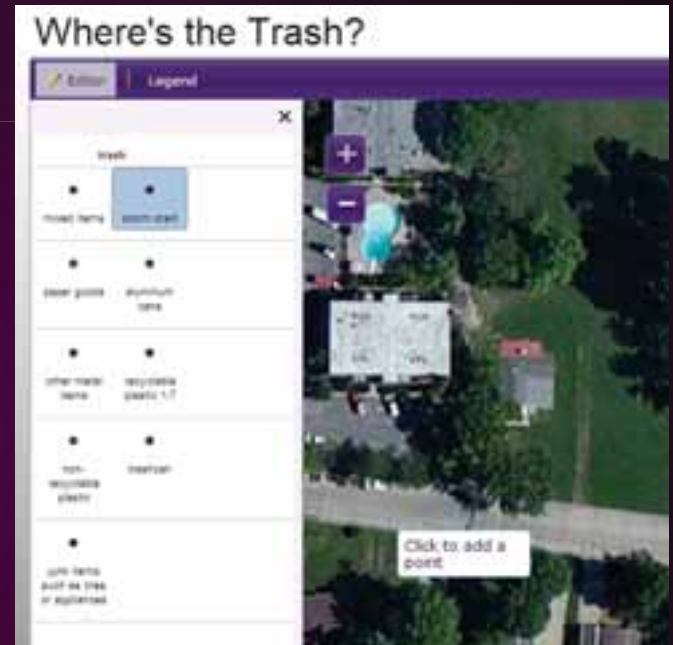 Where's the Trash?
Editor Legend
trash
mixed items
paper goods aluminum
cans
other metal recyclable
items plastic 1-7
non- trashcan
recyclable
plastic
junk items
such as tires
or appliances
Click to add a
point